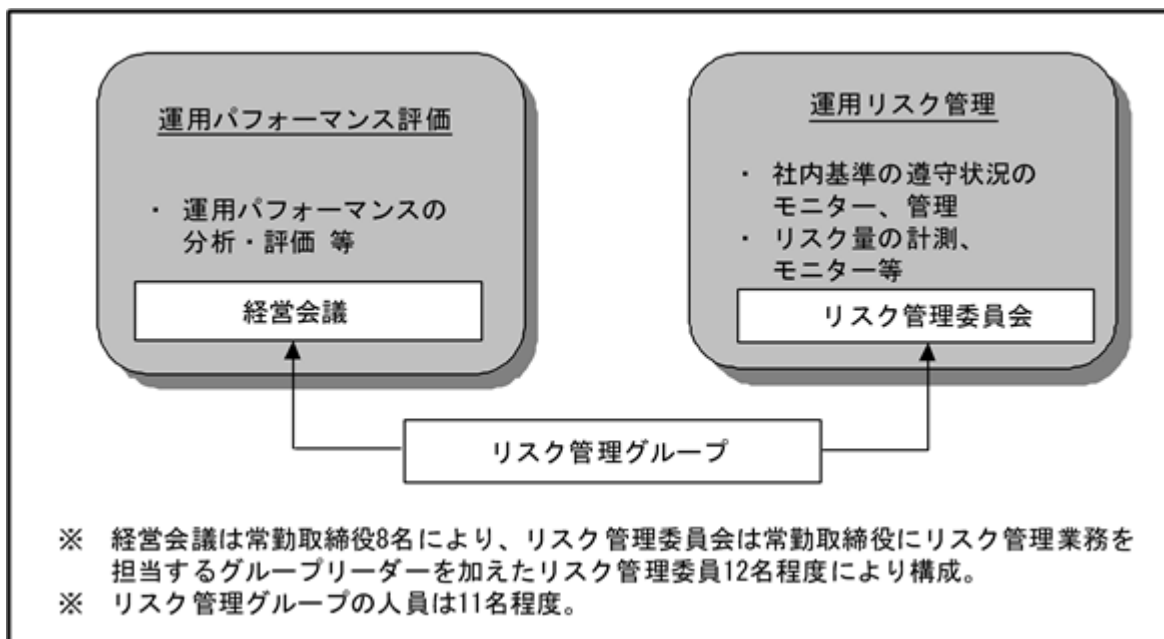 運用パフォーマンス評価
・ 運用パフォーマンスの
分析・評価 等
経営会議
運用リスク管理
・ 社内基準の遵守状況の
モニター、管理
・ リスク量の計測、
モニター等
リスク管理委員会
リスク管理グループ
※ 経営会議は常勤取締役8名により、リスク管理委員会は常勤取締役にリスク管理業務を
担当するグループリーダーを加えたリスク管理委員12名程度により構成。
※ リスク管理グループの人員は11名程度。